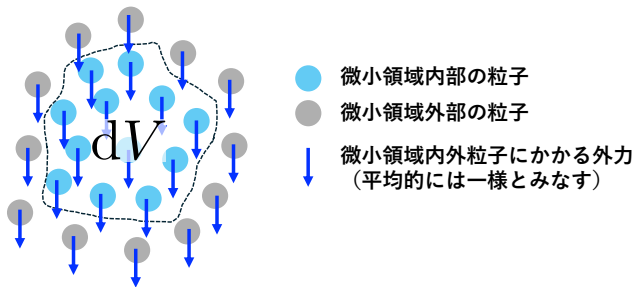 dV
微小領域内部の粒子
微小領域外部の粒子
微小領域内外粒子にかかる外力
（平均的には一様とみなす）